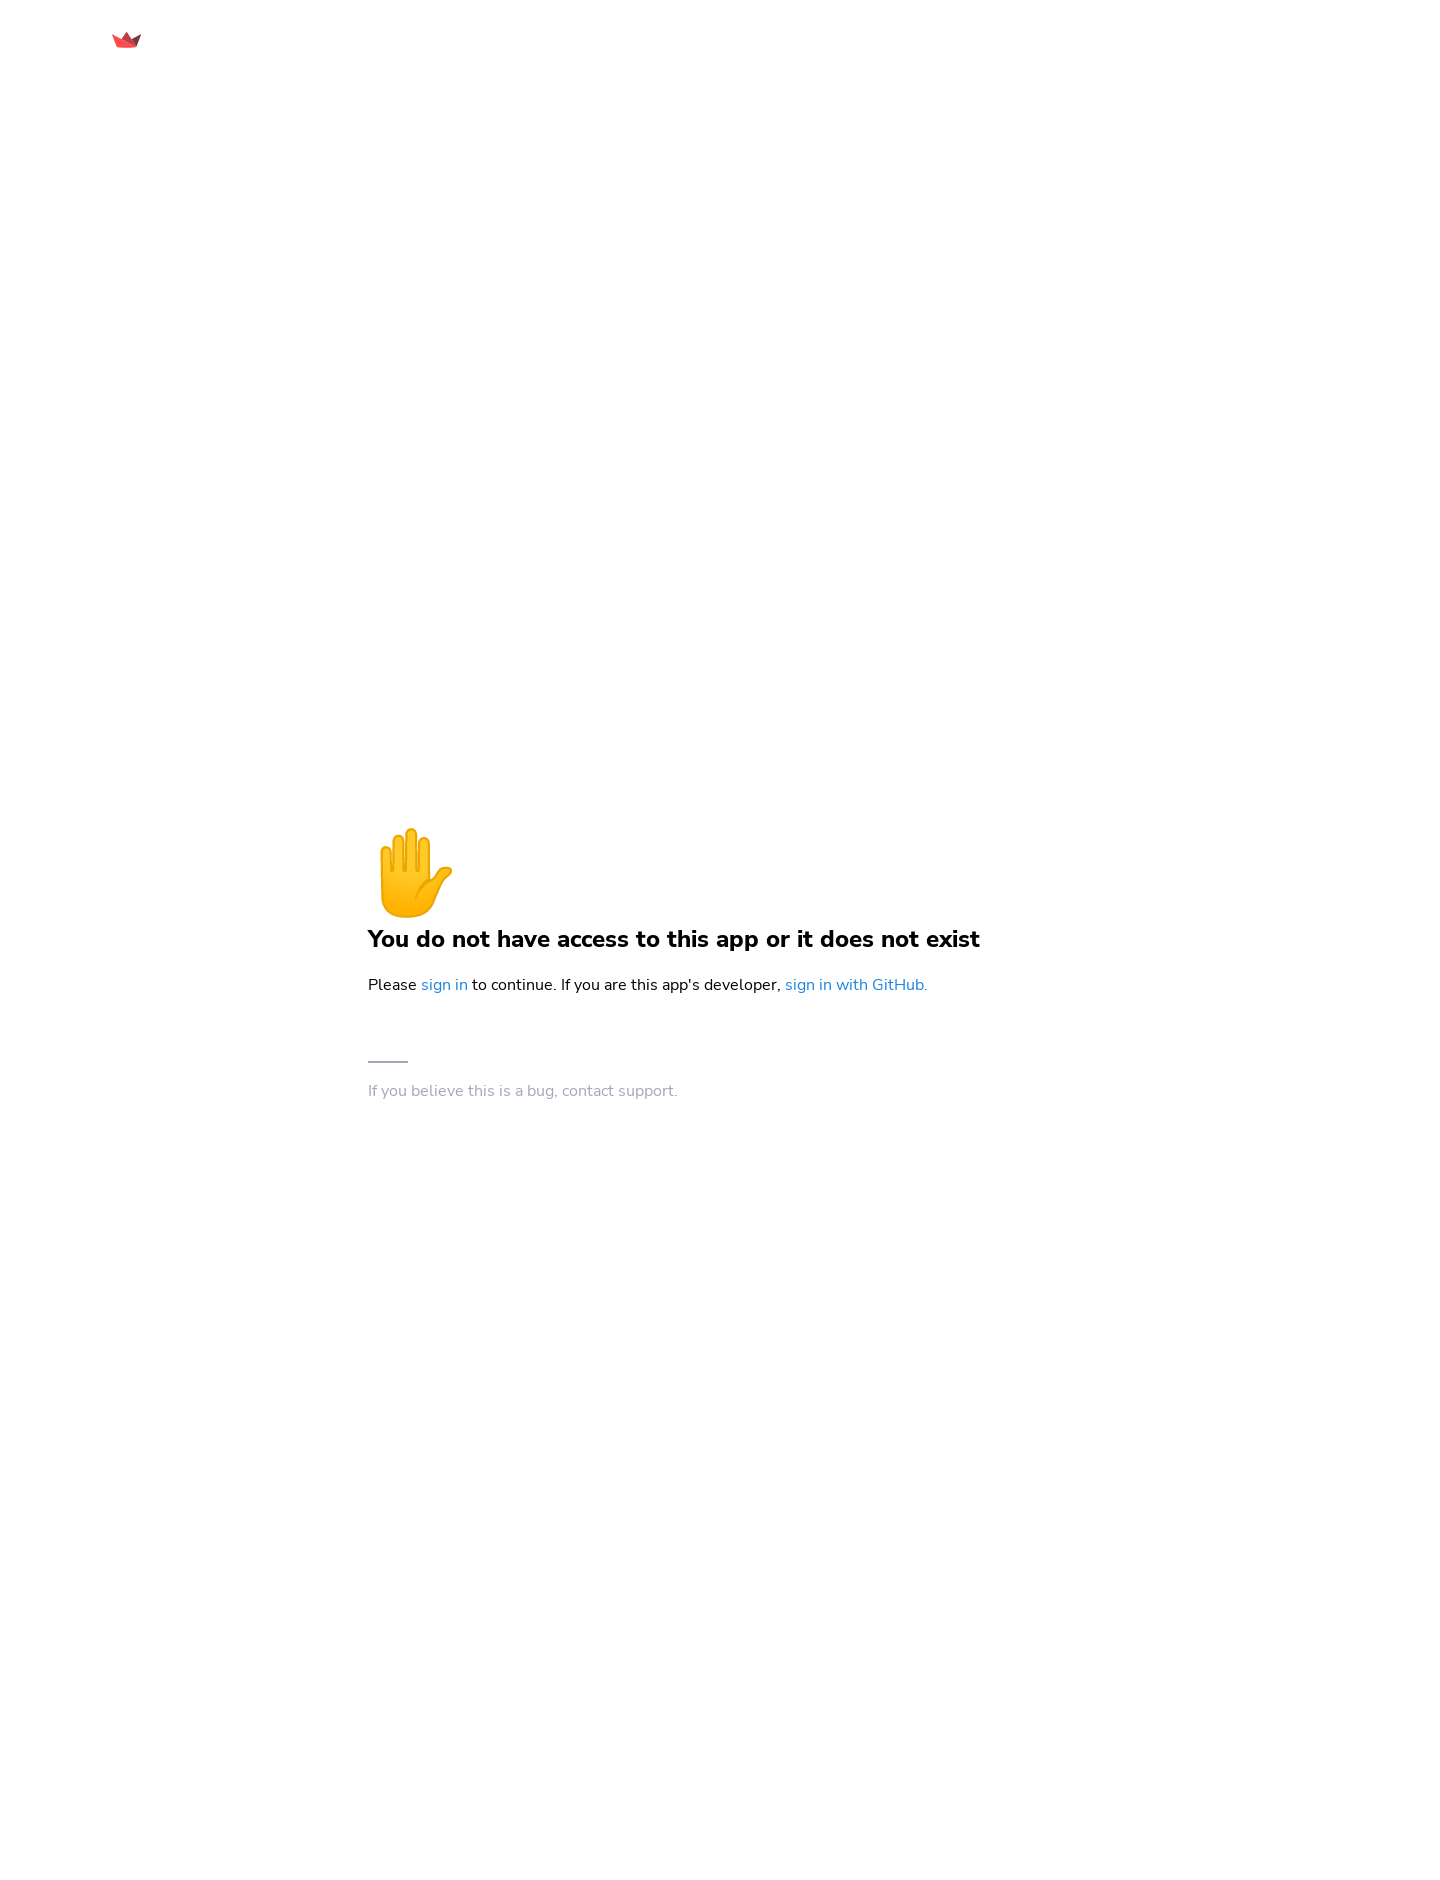 You do not have access to this app or it does not exist
Please sign in to continue. If you are this app's developer, sign in with GitHub.
If you believe this is a bug, contact support.